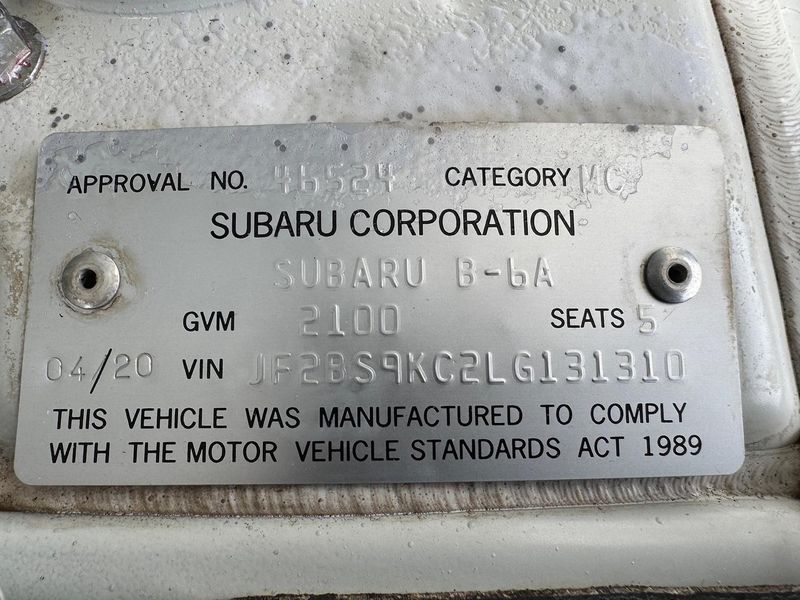 APPROVAL NO. 46524 CATEGORY MC
SUBARU CORPORATION
SUBARU B-6A
GVM 2100 SEATS 5
04/20 VIN JF2BS9KC2LG131310
THIS VEHICLE WAS MANUFACTURED TO COMPLY
WITH THE MOTOR VEHICLE STANDARDS ACT 1989